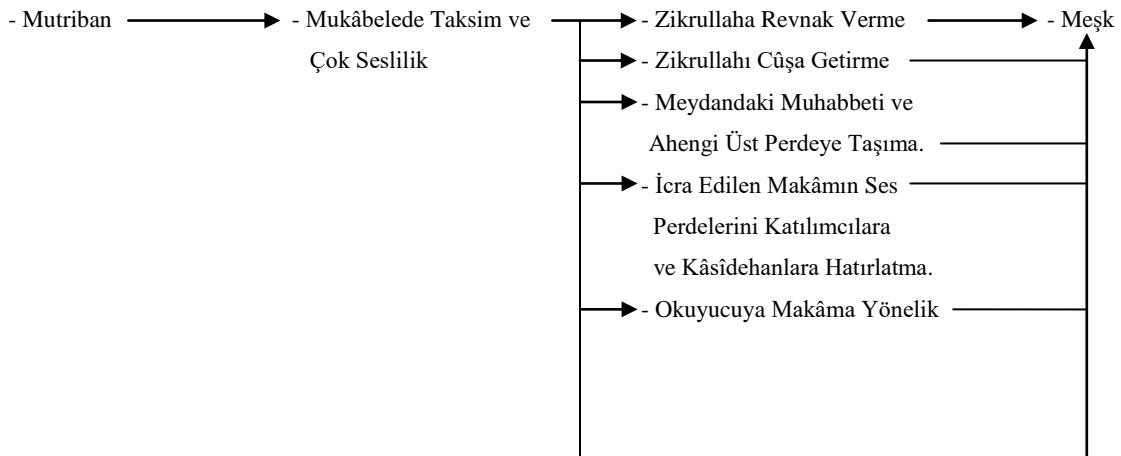 - Mutriban
- Mukâbelede Taksim ve
Çok Seslilik
- Zikrullaha Revnak Verme
- Meşk
- Zikrullahı Cûşa Getirme
- Meydandaki Muhabbeti ve
Ahengi Üst Perdeye Taşıma.
- İcra Edilen Makâmın Ses
Perdelerini Katılımcılara
ve Kâsîdehanlara Hatırlatma.
- Okuyucuya Makâma Yönelik